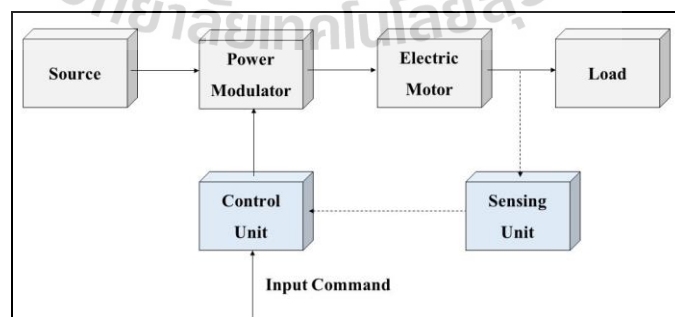 Source
Power
Modulator
Electric
Motor
Load
Control
Unit
Sensing
Unit
Input Command